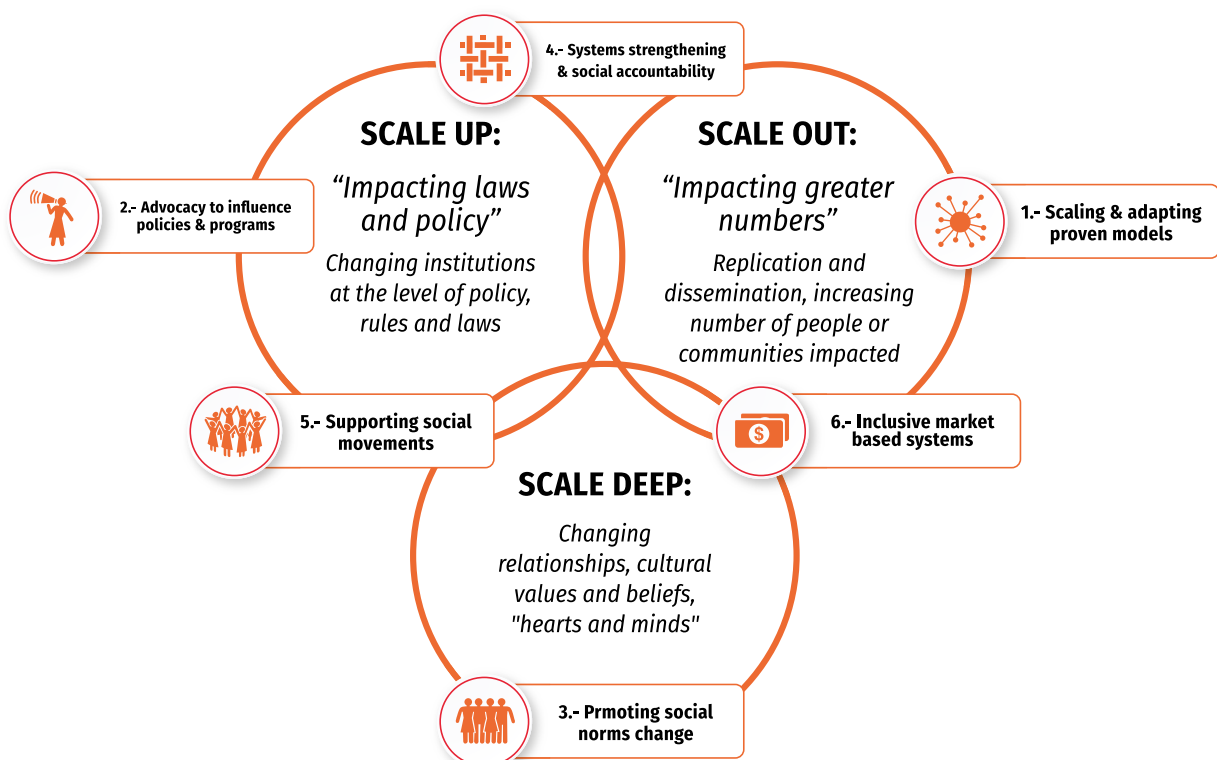 4.- Systems strengthening
& social accountability
SCALE UP:
“Impacting laws
and policy”
Changing institutions
at the level of policy,
rules and laws
SCALE OUT:
“Impacting greater
numbers”
Replication and
dissemination, increasing
number of people or
communities impacted
2.- Advocacy to influence
policies & programs
1.- Scaling & adapting
proven models
5.- Supporting social
movements
$
6.- Inclusive market
based systems
SCALE DEEP:
Changing
relationships, cultural
values and beliefs,
"hearts and minds"
3.- Prmoting social
norms change